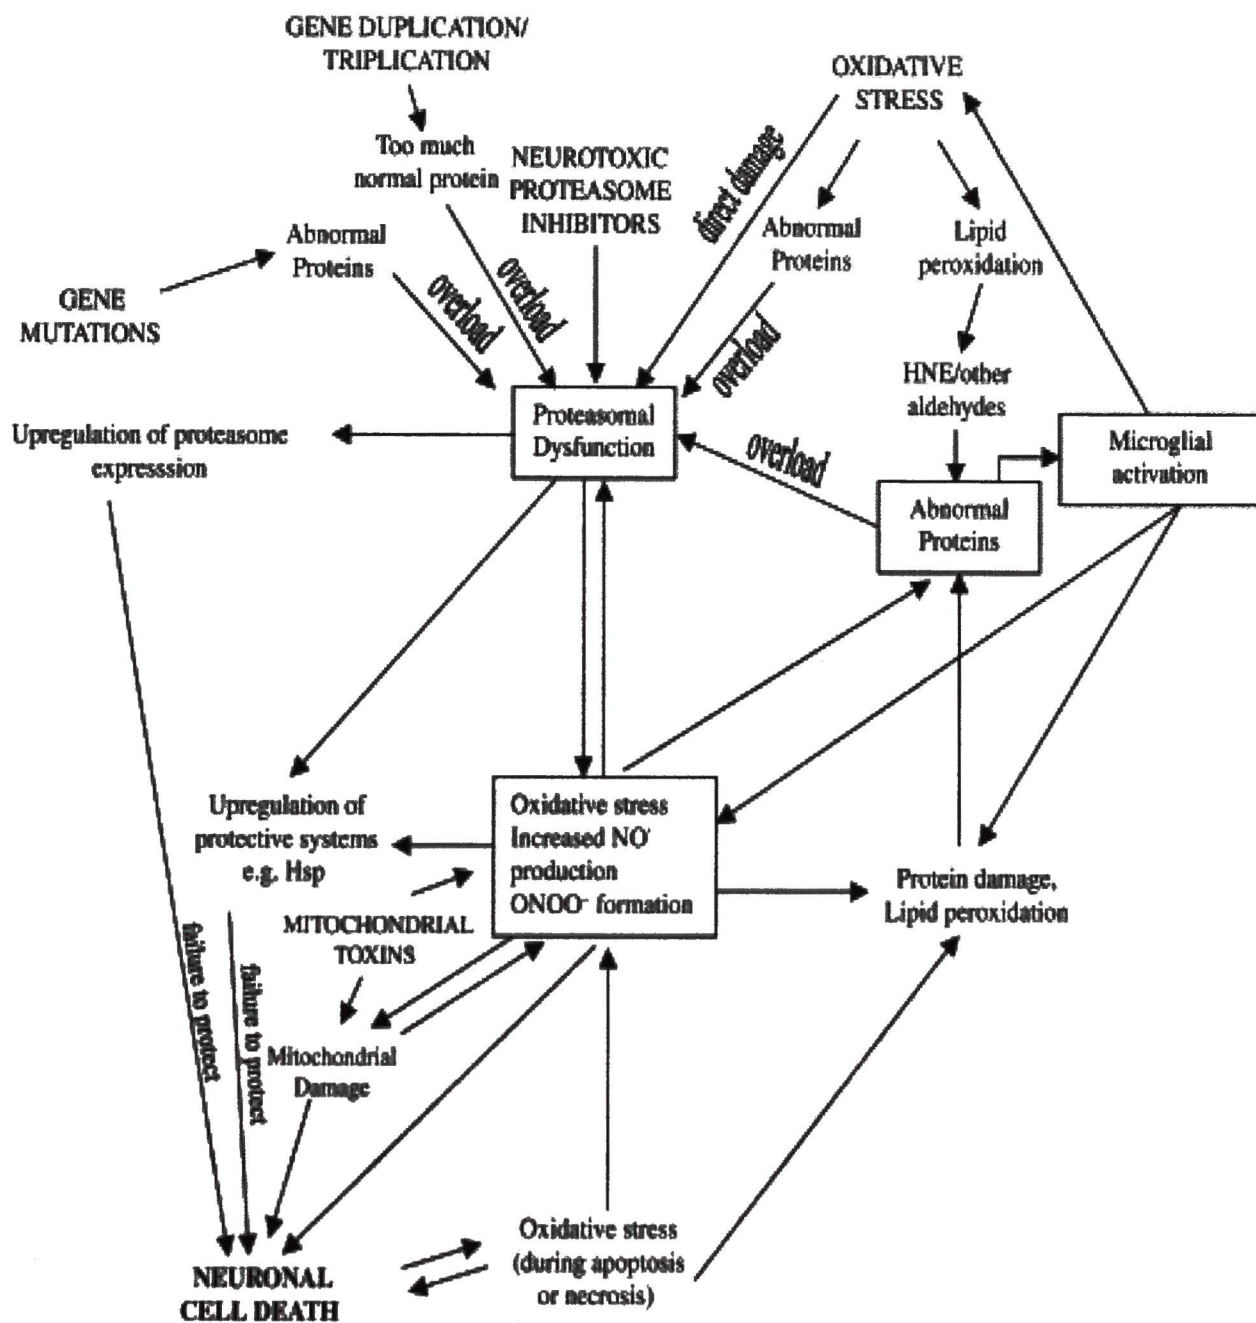 GENE DUPLICATION/
TRIPLICATION
OXIDATIVE
STRESS
Too much
normal protein
NEUROTOXIC
PROTEASOME
INHIBITORS
direct damage
Abnormal
Proteins
Lipid
peroxidation
Abnormal
Proteins
GENE
MUTATIONS
overload
overload
overload
HNE/other
aldehydes
Proteasomal
Dysfunction
Upregulation of proteasome
expresssion
overload
Microglial
activation
Abnormal
Proteins
Upregulation of
protective systems
e.g. Hsp
Oxidative stress
Increased NO·
production
ONOO⁻ formation
Protein damage,
Lipid peroxidation
MITOCHONDRIAL
TOXINS
failure to protect
failure to protect
Mitochondrial
Damage
NEURONAL
CELL DEATH
Oxidative stress
(during apoptosis
or necrosis)